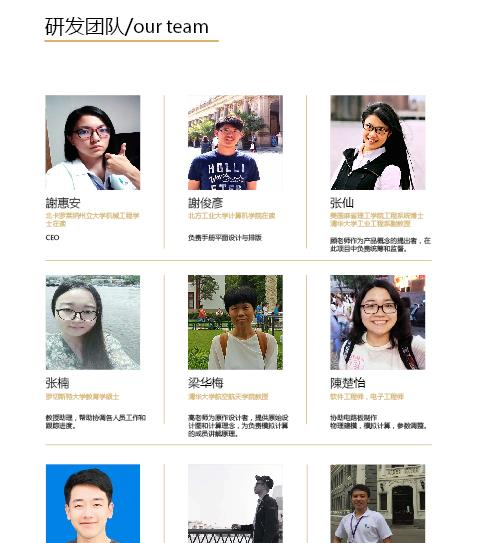 研发团队/our team
謝惠安
北卡罗莱纳州立大学机械工程学
士在读
CEO
謝俊彥
北方工业大学计算机学院在读
负责手册平面设计与排版
张仙
美国麻省理工学院工程系统博士
清华大学工业工程系副教授
顾老师作为产品概念的提出者，在
此项目中负责统筹和监督。
张楠
罗切斯特大学教育学硕士
教授助理，帮助协调各人员工作和
跟踪进度。
梁华梅
清华大学航空航天学院教授
高老师为原作设计者，提供原始设
计图和计算理念，为负责模拟计算
的成员讲解原理。
陳楚怡
软件工程师，电子工程师
协助电路板制作
物理建模，模拟计算，参数调整。